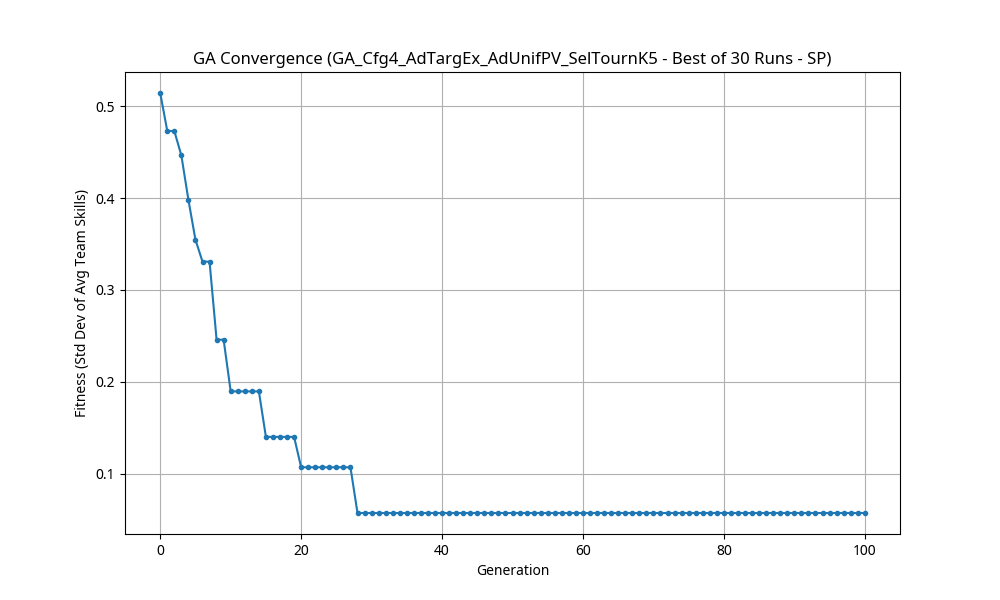 GA Convergence (GA_Cfg4_AdTargEx_AdUnifPV_SelTournK5 - Best of 30 Runs - SP)
Fitness (Std Dev of Avg Team Skills)
0.5
0.4
0.3
0.2
0.1
0 20 40 60 80 100
Generation